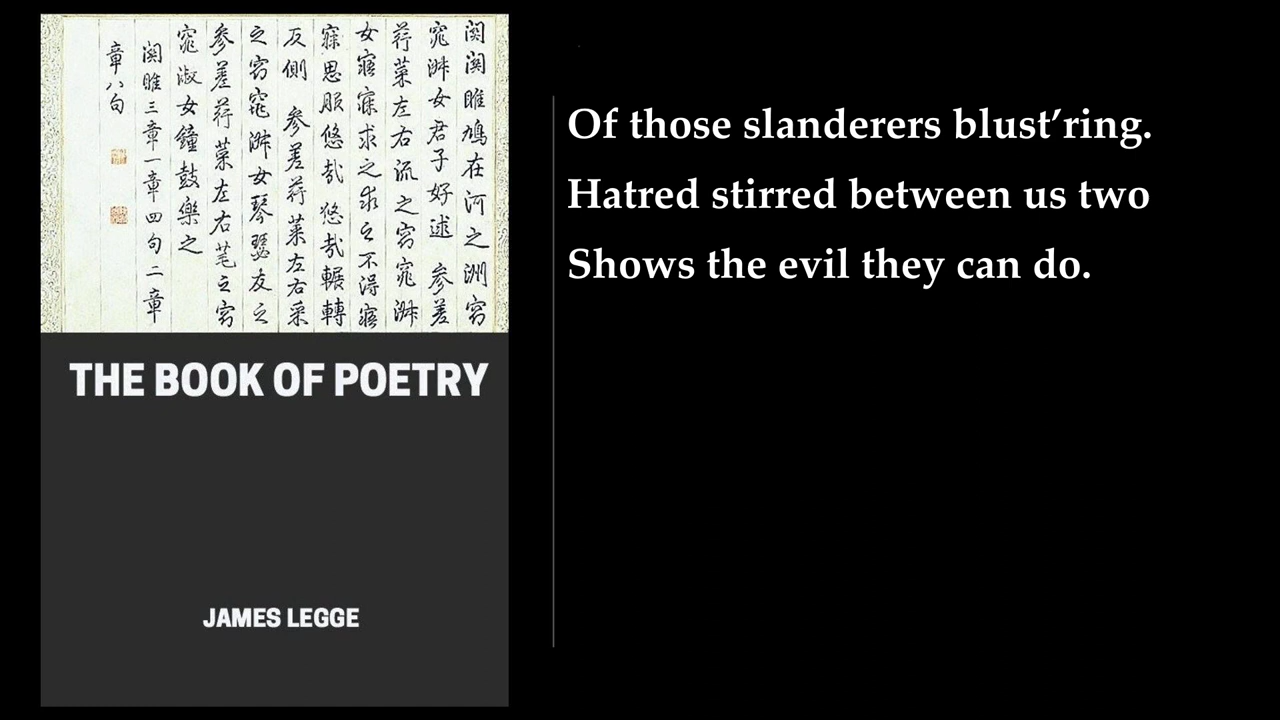 關關雎鳩在河之洲窈
窕淑女君子好逑 參差
荇菜左右流之窈窕淑
女寤寐求之求之不得寤
寐思服悠哉悠哉輾轉
反側 參差荇菜左右采
之窈窕淑女琴瑟友之
參差荇菜左右芼之窈
窕淑女鐘鼓樂之
關雎三章一章四句二章
章八句
THE BOOK OF POETRY
JAMES LEGGE
Of those slanderers blust’ring.
Hatred stirred between us two
Shows the evil they can do.